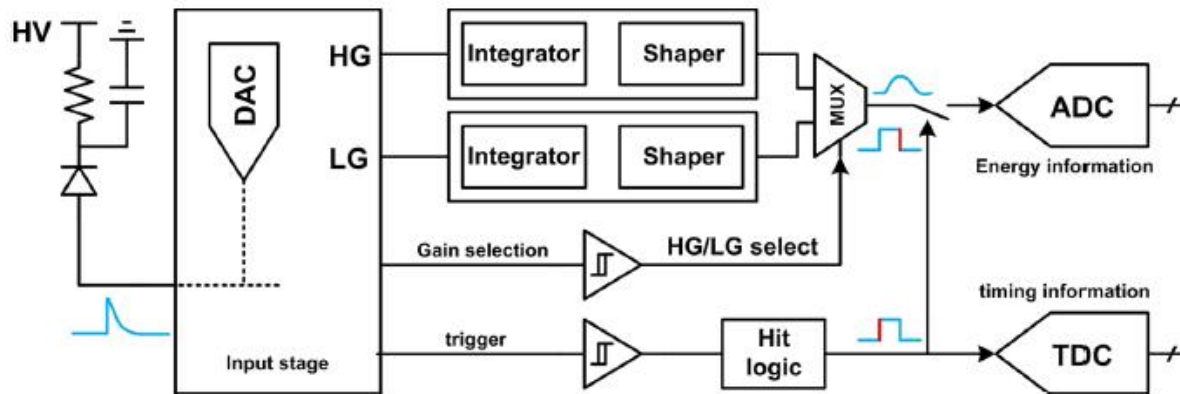 HV
DAC
HG
LG
Integrator
Shaper
Integrator
Shaper
MUX
ADC
Energy information
Gain selection
HG/LG select
trigger
Hit
logic
timing information
TDC
Input stage